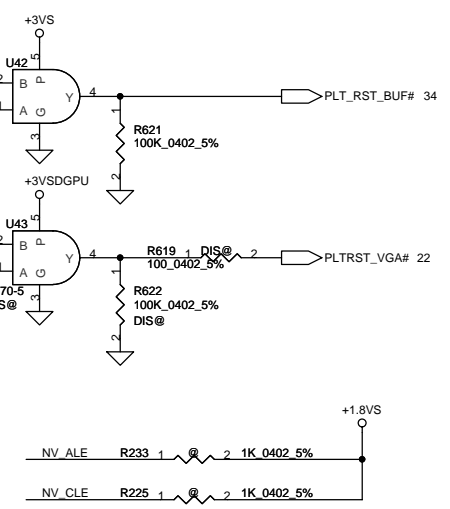 +3VS
U42
5
B
P
Y
4
PLT_RST_BUF# 34
A
G
3
1
R621
100K_0402_5%
2
+3VSDGPU
U43
5
B
P
Y
4
R619
1
DIS@
2
PLTRST_VGA# 22
100_0402_5%
A
G
70-5
S@
3
1
R622
100K_0402_5%
DIS@
2
+1.8VS
NV_ALE R233 1 @ 2 1K_0402_5%
NV_CLE R225 1 @ 2 1K_0402_5%